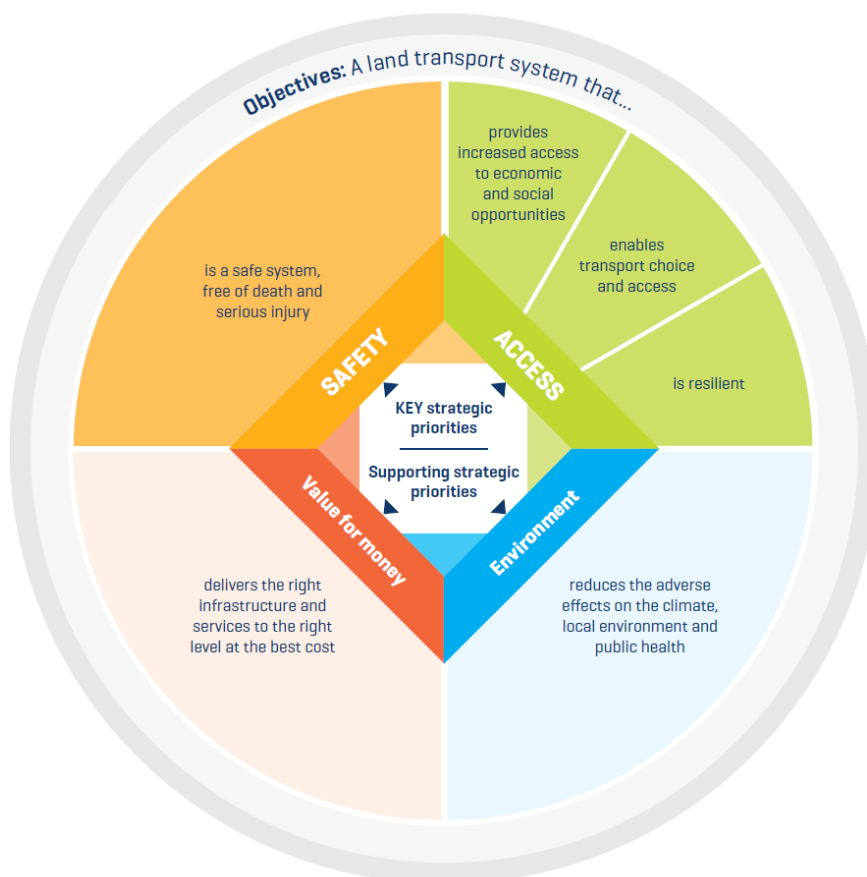 Objectives: A land transport system that...
provides
increased access
to economic
and social
opportunities
enables
transport choice
and access
is resilient
is a safe system,
free of death and
serious injury
SAFETY
ACCESS
KEY strategic
priorities
Supporting strategic
priorities
Value for money
Environment
delivers the right
infrastructure and
services to the right
level at the best cost
reduces the adverse
effects on the climate,
local environment and
public health